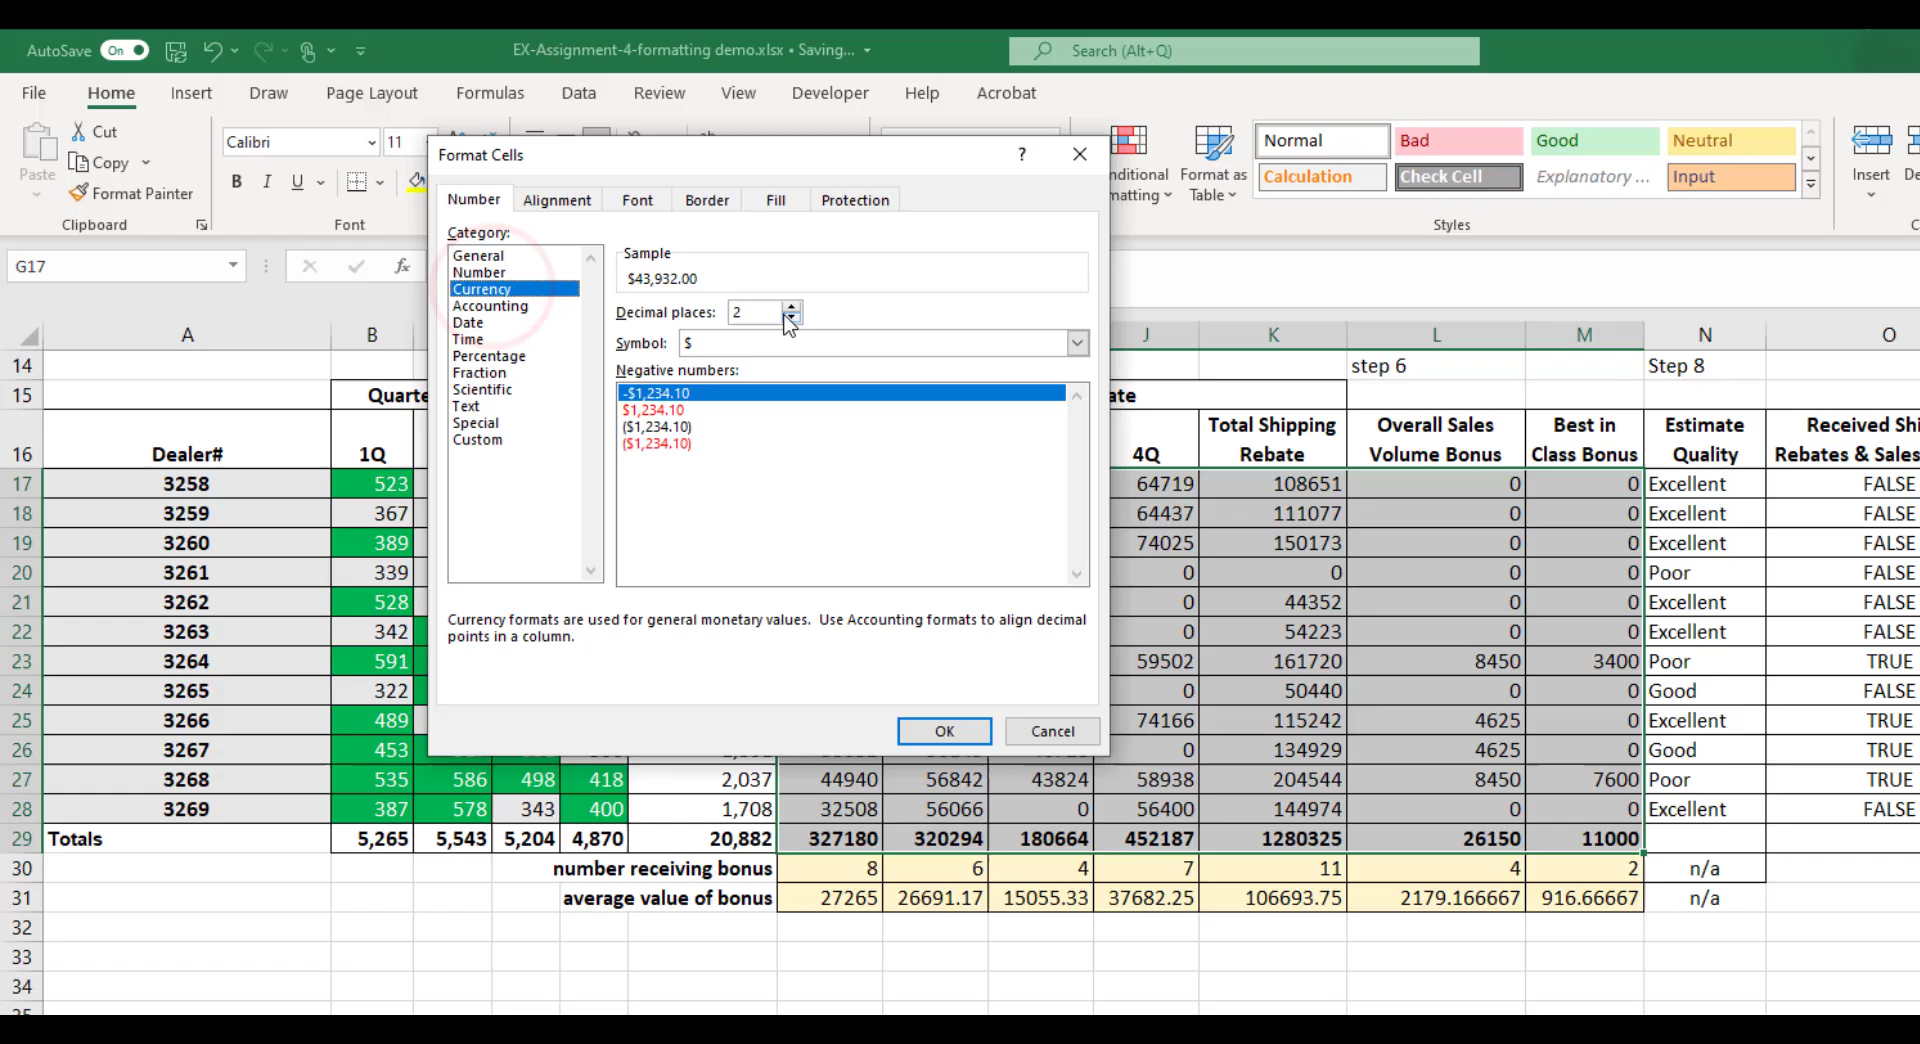 AutoSave On EX-Assignment-4-formatting demo.xlsx • Saving... Search (Alt+Q)
File Home Insert Draw Page Layout Formulas Data Review View Developer Help Acrobat
Paste
Cut
Copy
Format Painter
Clipboard
Calibri 11
B I U
Font
Format as
Table
Normal Bad Good Neutral
Calculation Check Cell Explanatory ... Input
Styles
Insert
G17 fx
Format Cells ?
Number Alignment Font Border Fill Protection
Category:
General
Number
Currency
Accounting
Date
Time
Percentage
Fraction
Scientific
Text
Special
Custom
Sample
$43,932.00
Decimal places: 2
Symbol: $
Negative numbers:
-$1,234.10
$1,234.10
($1,234.10)
($1,234.10)
Currency formats are used for general monetary values. Use Accounting formats to align decimal
points in a column.
OK Cancel
A B J K L M N O
14 step 6 Step 8
15
16 Dealer# 1Q 4Q Total Shipping Rebate Overall Sales Volume Bonus Best in Class Bonus Estimate Quality Received Shi Rebates & Sales
17 3258 523 64719 108651 0 0 Excellent FALSE
18 3259 367 64437 111077 0 0 Excellent FALSE
19 3260 389 74025 150173 0 0 Excellent FALSE
20 3261 339 0 0 0 0 Poor FALSE
21 3262 528 0 44352 0 0 Excellent FALSE
22 3263 342 0 54223 0 0 Excellent FALSE
23 3264 591 59502 161720 8450 3400 Poor TRUE
24 3265 322 0 50440 0 0 Good FALSE
25 3266 489 74166 115242 4625 0 Excellent TRUE
26 3267 453 0 134929 4625 0 Good TRUE
27 3268 535 586 498 418 2,037 44940 56842 43824 58938 204544 8450 7600 Poor TRUE
28 3269 387 578 343 400 1,708 32508 56066 0 56400 144974 0 0 Excellent FALSE
29 Totals 5,265 5,543 5,204 4,870 20,882 327180 320294 180664 452187 1280325 26150 11000
30 number receiving bonus 8 6 4 7 11 4 2 n/a
31 average value of bonus 27265 26691.17 15055.33 37682.25 106693.75 2179.166667 916.66667 n/a
32
33
34